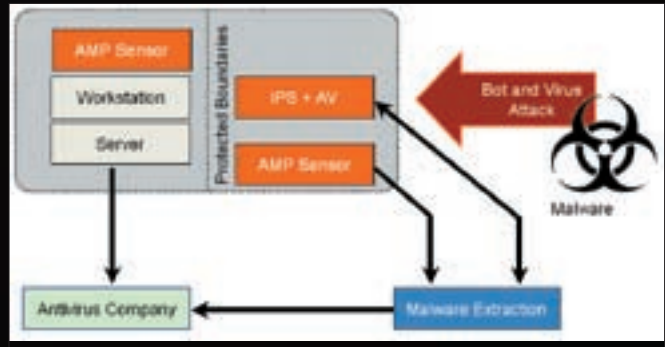 AMP Sensor
Workstation
Server
Protected Boundaries
IPS + AV
AMP Sensor
Bot and Virus
Attack
Malware
Antivirus Company
Malware Extraction